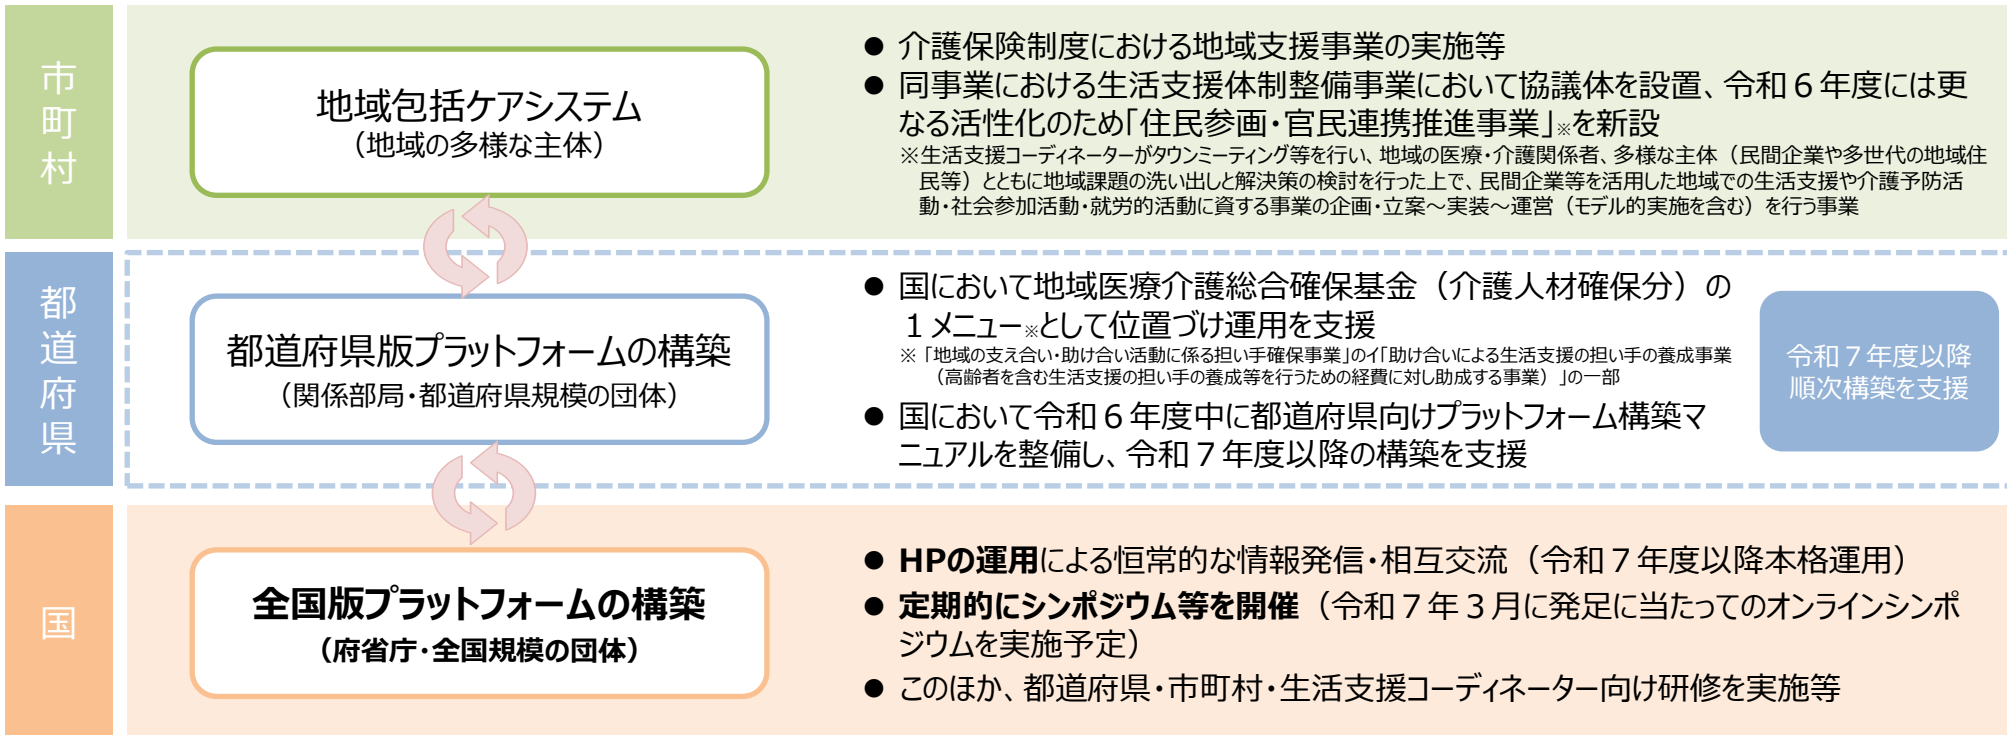 市町村
地域包括ケアシステム
（地域の多様な主体）
● 介護保険制度における地域支援事業の実施等
● 同事業における生活支援体制整備事業において協議体を設置、令和６年度には更
なる活性化のため「住民参画・官民連携推進事業」※を新設
※生活支援コーディネーターがタウンミーティング等を行い、地域の医療・介護関係者、多様な主体（民間企業や多世代の地域住
民等）とともに地域課題の洗い出しと解決策の検討を行った上で、民間企業等を活用した地域での生活支援や介護予防活
動・社会参加活動・就労的活動に資する事業の企画・立案～実装～運営（モデル的実施を含む）を行う事業
都道府県
都道府県版プラットフォームの構築
（関係部局・都道府県規模の団体）
● 国において地域医療介護総合確保基金（介護人材確保分）の
１メニュー※として位置づけ運用を支援
※「地域の支え合い・助け合い活動に係る担い手確保事業」のイ「助け合いによる生活支援の担い手の養成事業
（高齢者を含む生活支援の担い手の養成等を行うための経費に対し助成する事業）」の一部
● 国において令和６年度中に都道府県向けプラットフォーム構築マ
ニュアルを整備し、令和７年度以降の構築を支援
令和７年度以降
順次構築を支援
国
全国版プラットフォームの構築
（府省庁・全国規模の団体）
● HPの運用による恒常的な情報発信・相互交流（令和７年度以降本格運用）
● 定期的にシンポジウム等を開催（令和７年３月に発足に当たってのオンラインシンポ
ジウムを実施予定）
● このほか、都道府県・市町村・生活支援コーディネーター向け研修を実施等